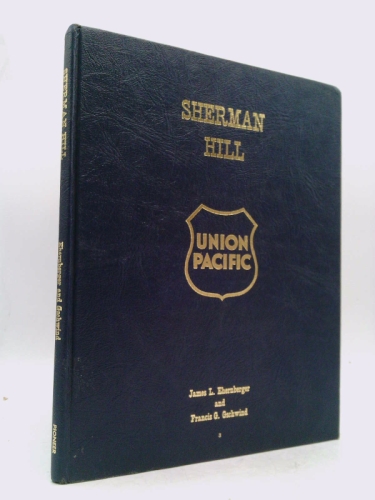 SHERMAN
HILL
UNION
PACIFIC
James L. Ehernberger
and
Francis G. Gschwind
SHERMAN HILL
Ehernberger and Gschwind
PIONEER